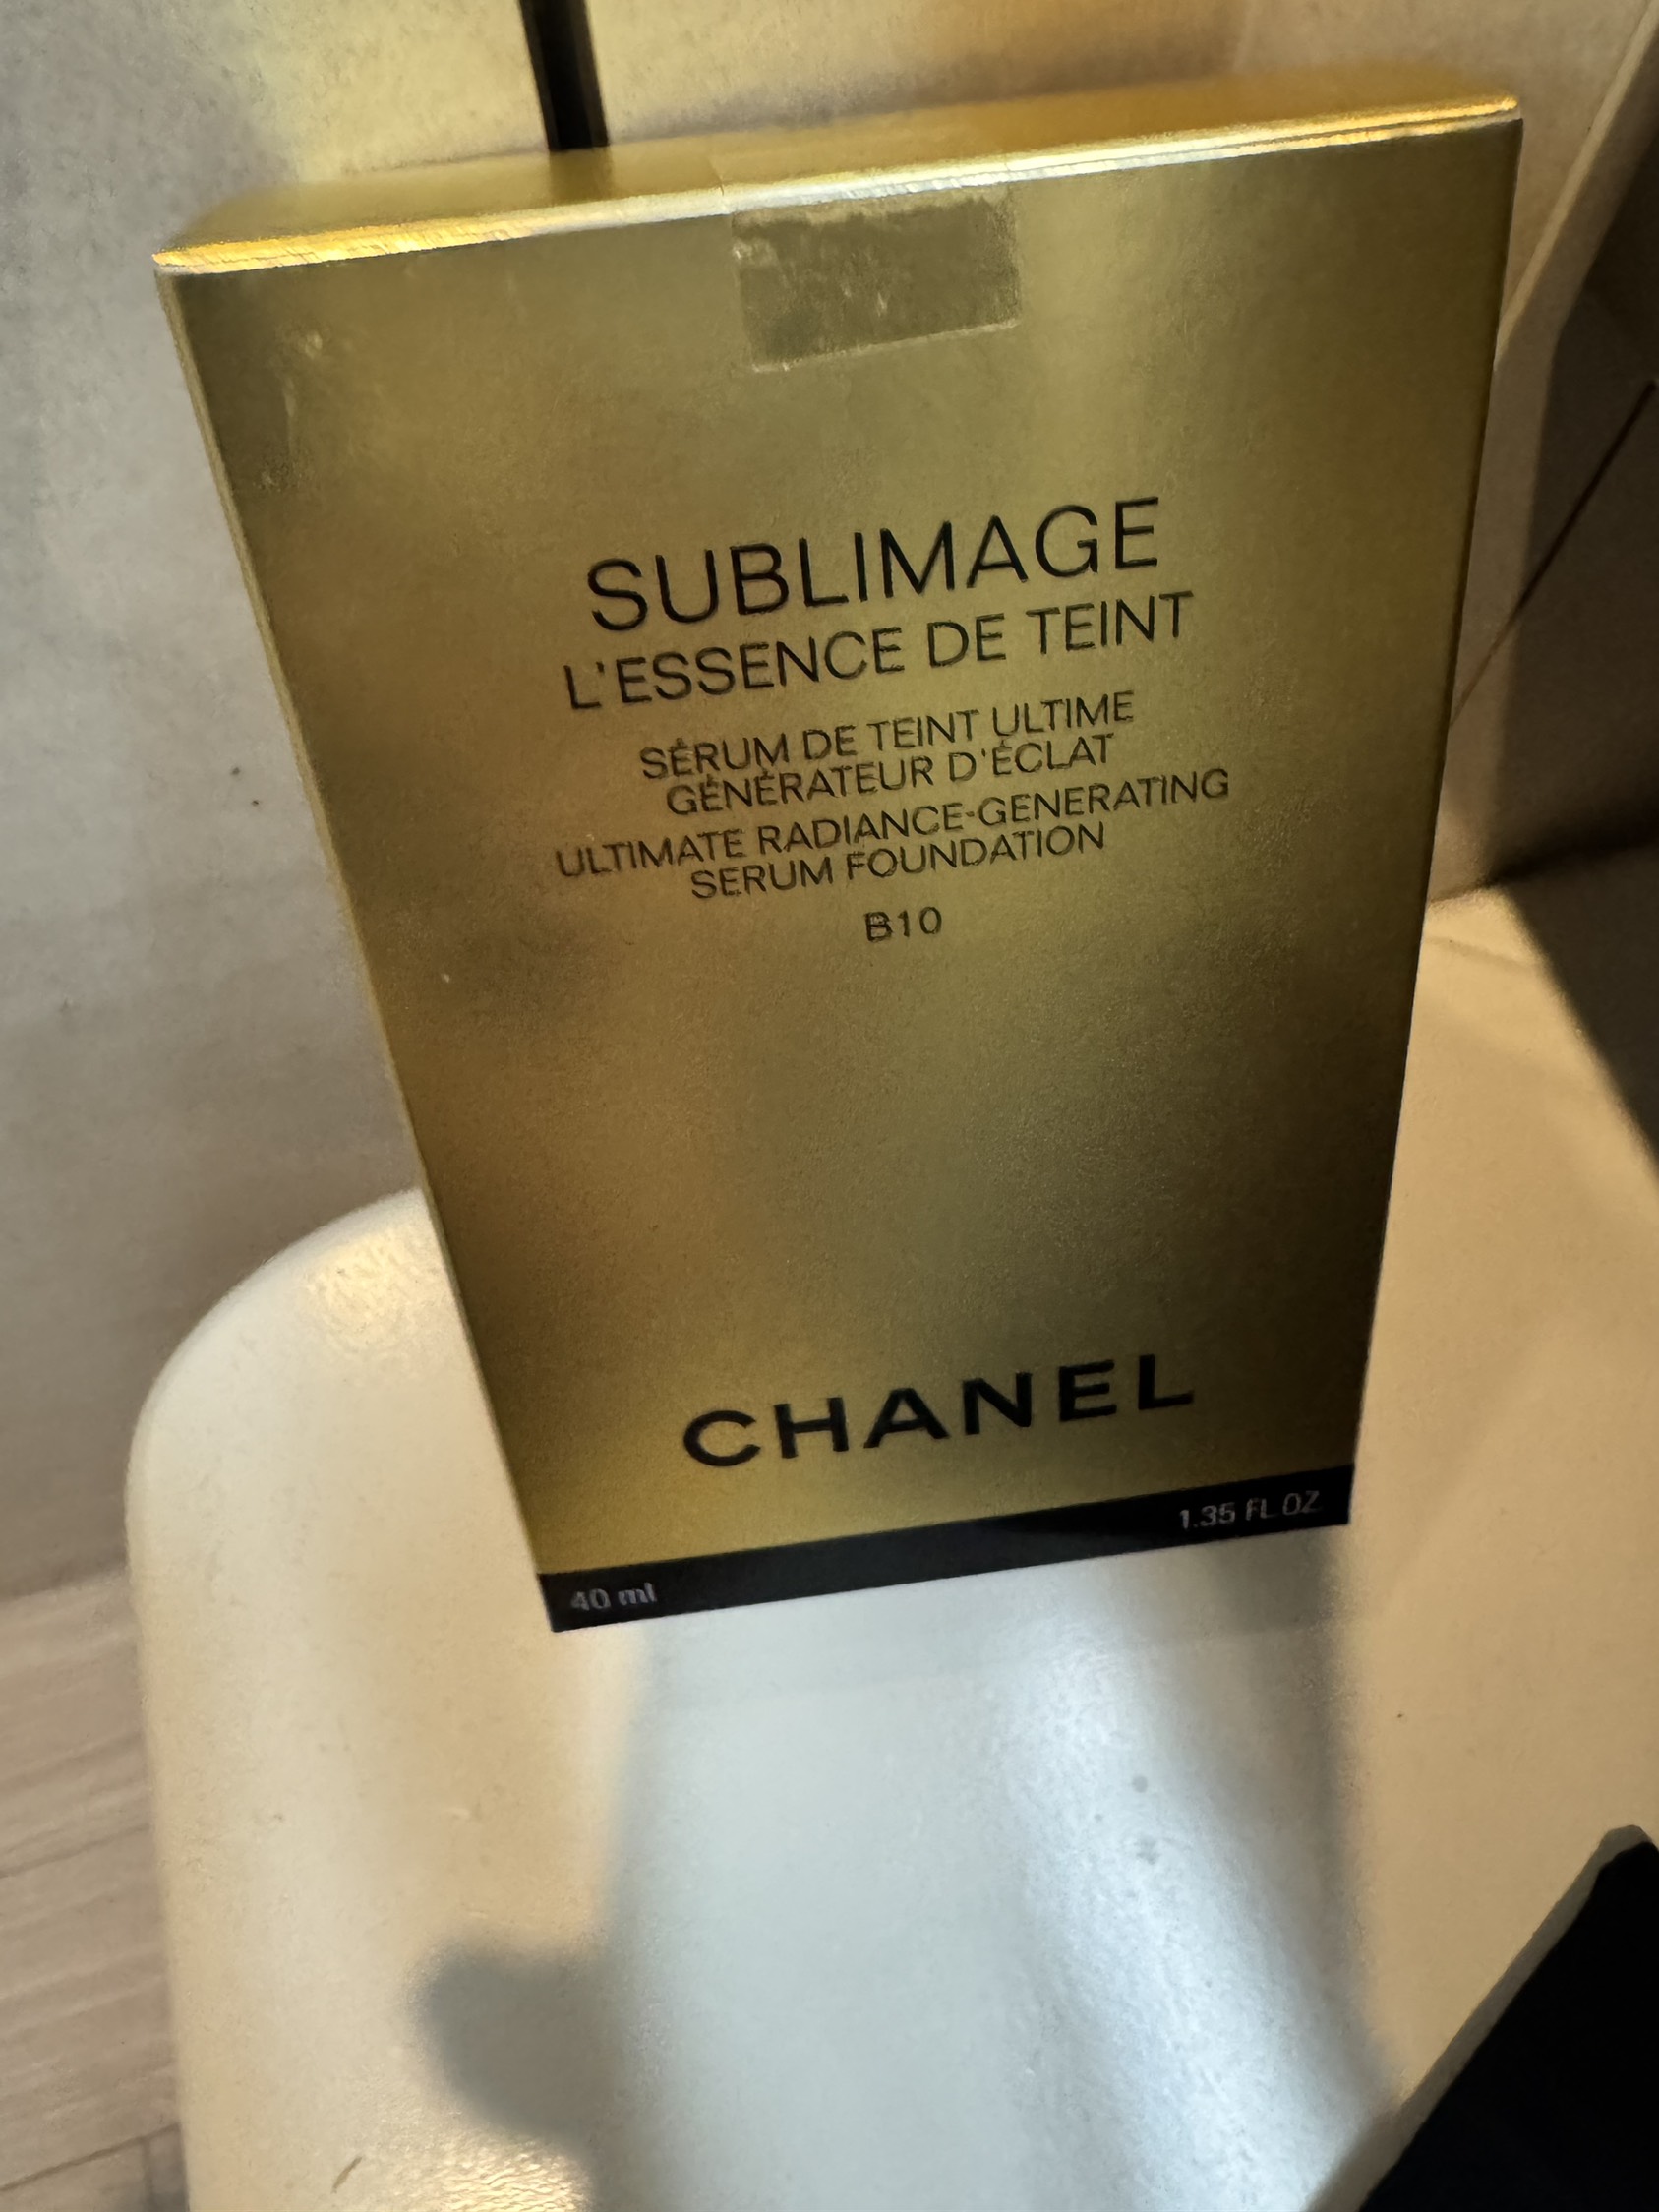 SUBLIMAGE
L'ESSENCE DE TEINT
SÉRUM DE TEINT ULTIME
GÉNÉRATEUR D'ÉCLAT
ULTIMATE RADIANCE-GENERATING
SERUM FOUNDATION
B10
CHANEL
40 ml
1.35 FL OZ